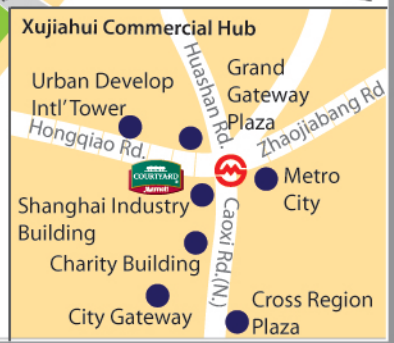 Xujiahui Commercial Hub
Huashan Rd.
Grand
Gateway
Plaza
Urban Develop
Intl' Tower
Hongqiao Rd.
Zhaojiabang Rd
COURTYARD
Marriott
Metro
City
Shanghai Industry
Building
Caoxi Rd.(N.)
Charity Building
City Gateway
Cross Region
Plaza